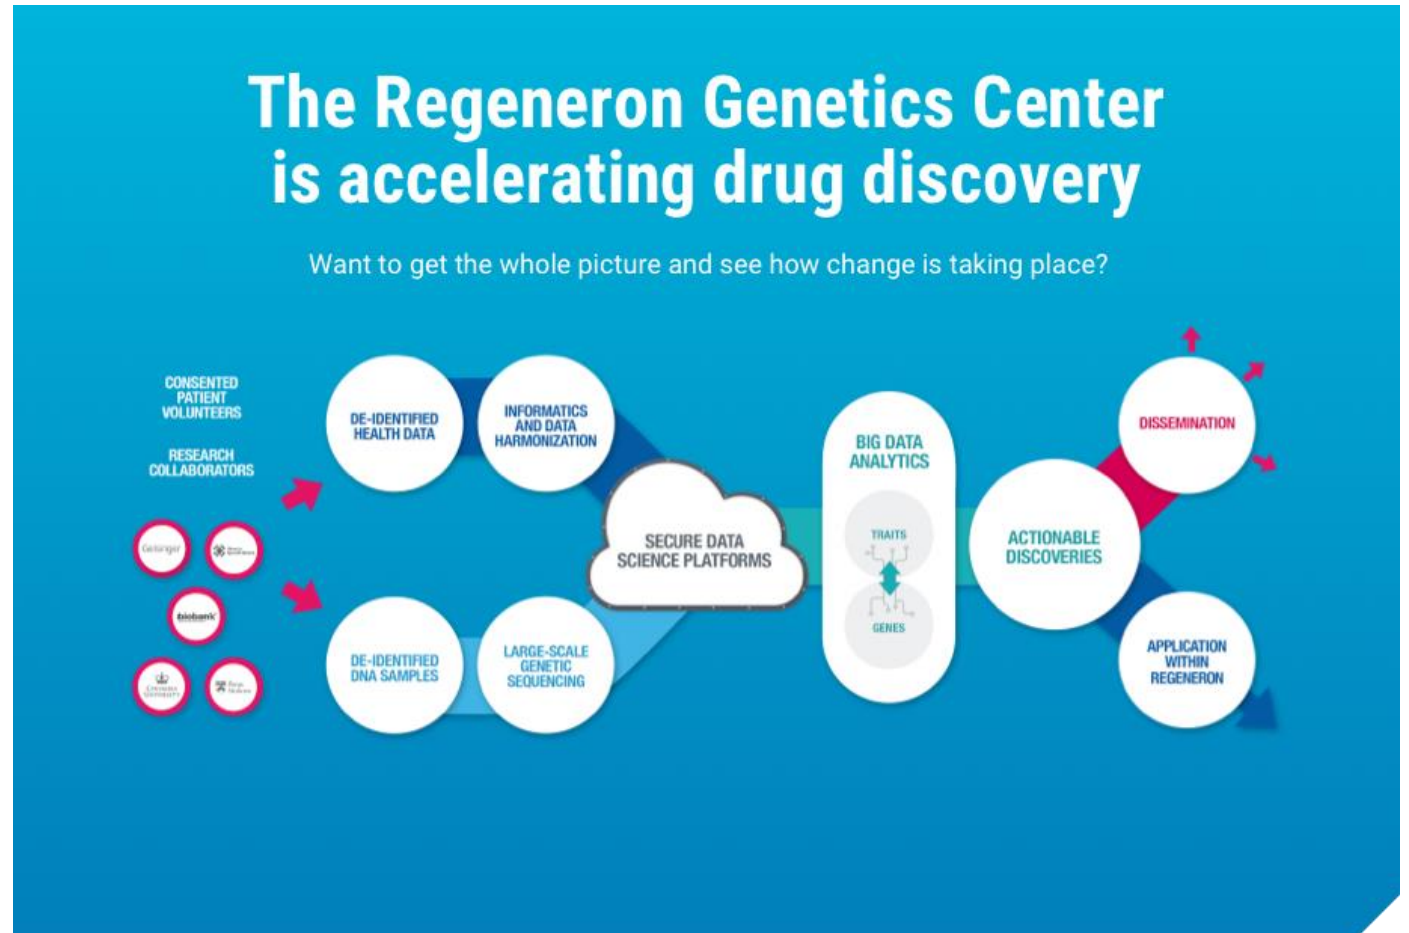 The Regeneron Genetics Center
is accelerating drug discovery
Want to get the whole picture and see how change is taking place?
CONSENTED
PATIENT
VOLUNTEERS
RESEARCH
COLLABORATORS
Geisinger
biobank
COLUMBIA
UNIVERSITY
DE-IDENTIFIED
HEALTH DATA
INFORMATICS
AND DATA
HARMONIZATION
DE-IDENTIFIED
DNA SAMPLES
LARGE-SCALE
GENETIC
SEQUENCING
SECURE DATA
SCIENCE PLATFORMS
BIG DATA
ANALYTICS
TRAITS
GENES
ACTIONABLE
DISCOVERIES
DISSEMINATION
APPLICATION
WITHIN
REGENERON